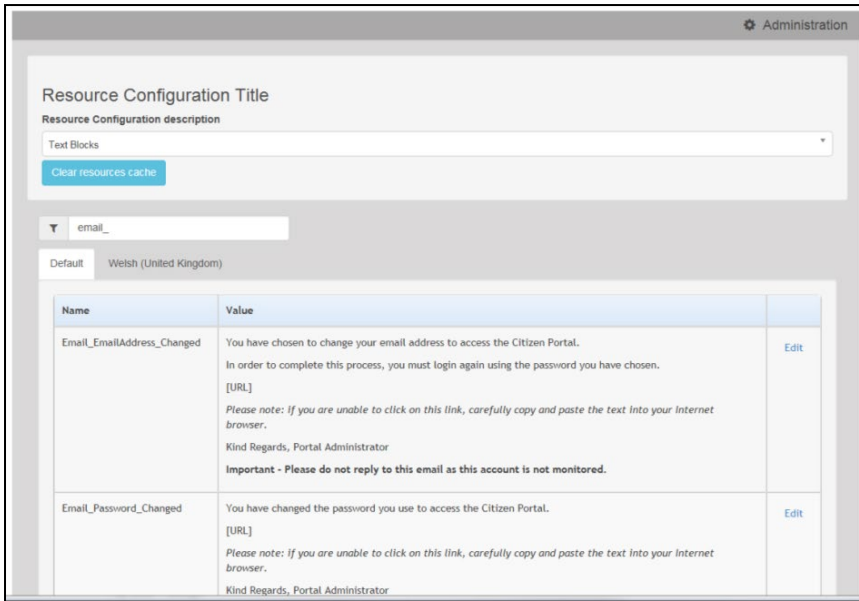 Administration
Resource Configuration Title
Resource Configuration description
Text Blocks
Clear resources cache
email_
Default Welsh (United Kingdom)
Name Value
Email_EmailAddress_Changed You have chosen to change your email address to access the Citizen Portal. Edit
In order to complete this process, you must login again using the password you have chosen.
[URL]
Please note: if you are unable to click on this link, carefully copy and paste the text into your internet
browser.
Kind Regards, Portal Administrator
Important - Please do not reply to this email as this account is not monitored.
Email_Password_Changed You have changed the password you use to access the Citizen Portal. Edit
[URL]
Please note: if you are unable to click on this link, carefully copy and paste the text into your internet
browser.
Kind Regards, Portal Administrator